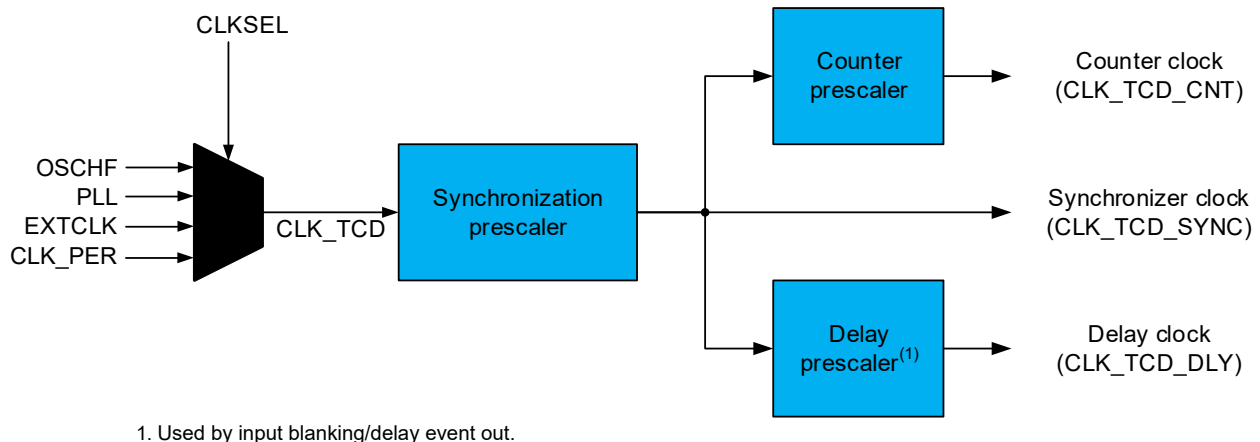 CLKSEL
OSCHF
PLL
EXTCLK
CLK_PER
CLK_TCD
Synchronization
prescaler
Counter
prescaler
Counter clock
(CLK_TCD_CNT)
Synchronizer clock
(CLK_TCD_SYNC)
Delay
prescaler(1)
Delay clock
(CLK_TCD_DLY)
1. Used by input blanking/delay event out.